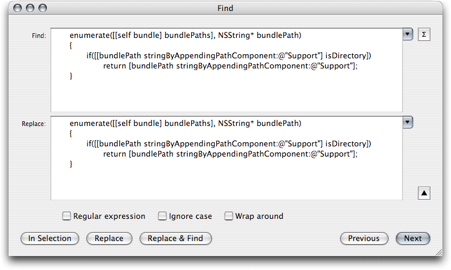 Find
Find:
enumerate([[self bundle] bundlePaths], NSString* bundlePath)
{
if([[bundlePath stringByAppendingPathComponent:@"Support"] isDirectory])
return [bundlePath stringByAppendingPathComponent:@"Support"];
}
Σ
Replace:
enumerate([[self bundle] bundlePaths], NSString* bundlePath)
{
if([[bundlePath stringByAppendingPathComponent:@"Support"] isDirectory])
return [bundlePath stringByAppendingPathComponent:@"Support"];
}
Regular expression Ignore case Wrap around
In Selection Replace Replace & Find Previous Next